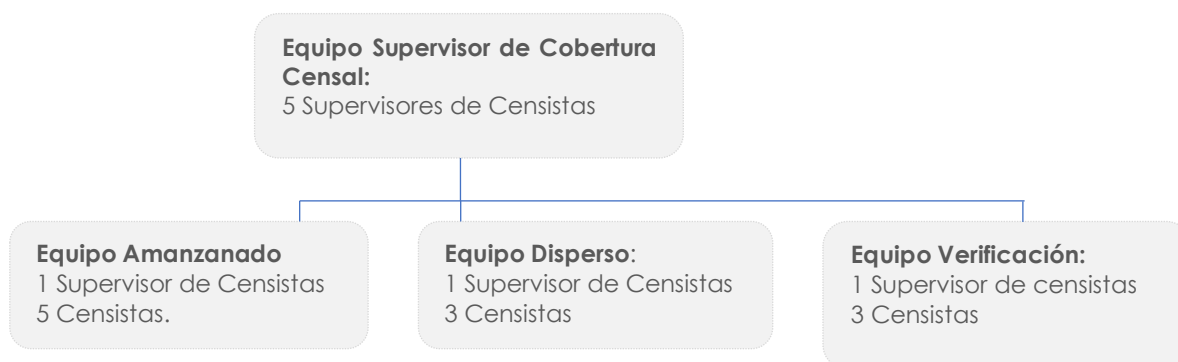 Equipo Supervisor de Cobertura
Censal:
5 Supervisores de Censistas
Equipo Amanzanado
1 Supervisor de Censistas
5 Censistas.
Equipo Disperso:
1 Supervisor de Censistas
3 Censistas
Equipo Verificación:
1 Supervisor de censistas
3 Censistas